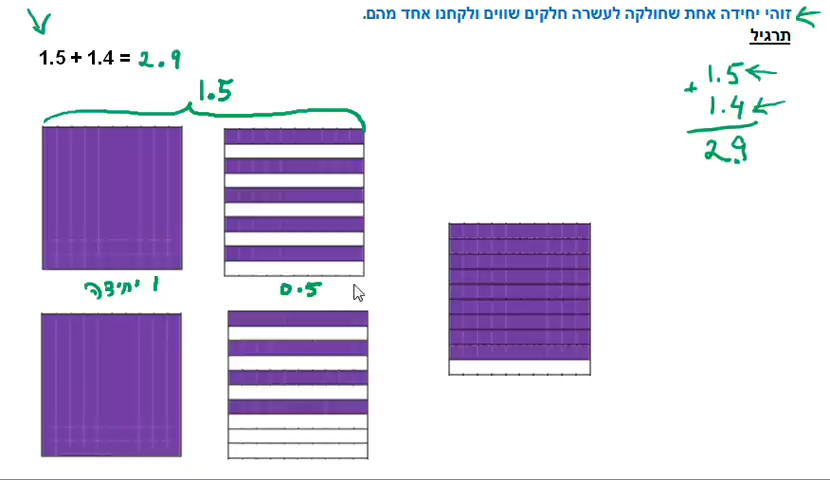 זוהי יחידה אחת שחולקה לעשרה חלקים שווים ולקחנו אחד מהם.
תרגיל
1.5 + 1.4 = 2.9
1.5
+ 1.5
1.4
2.9
1 יחידה
0.5